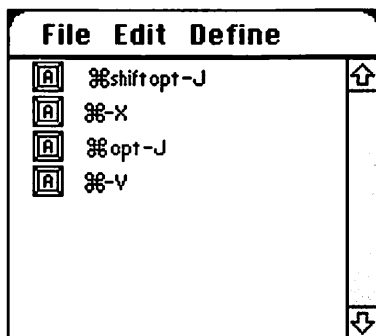 File Edit Define
A ⌘shift opt-J
A ⌘-X
A ⌘opt-J
A ⌘-V